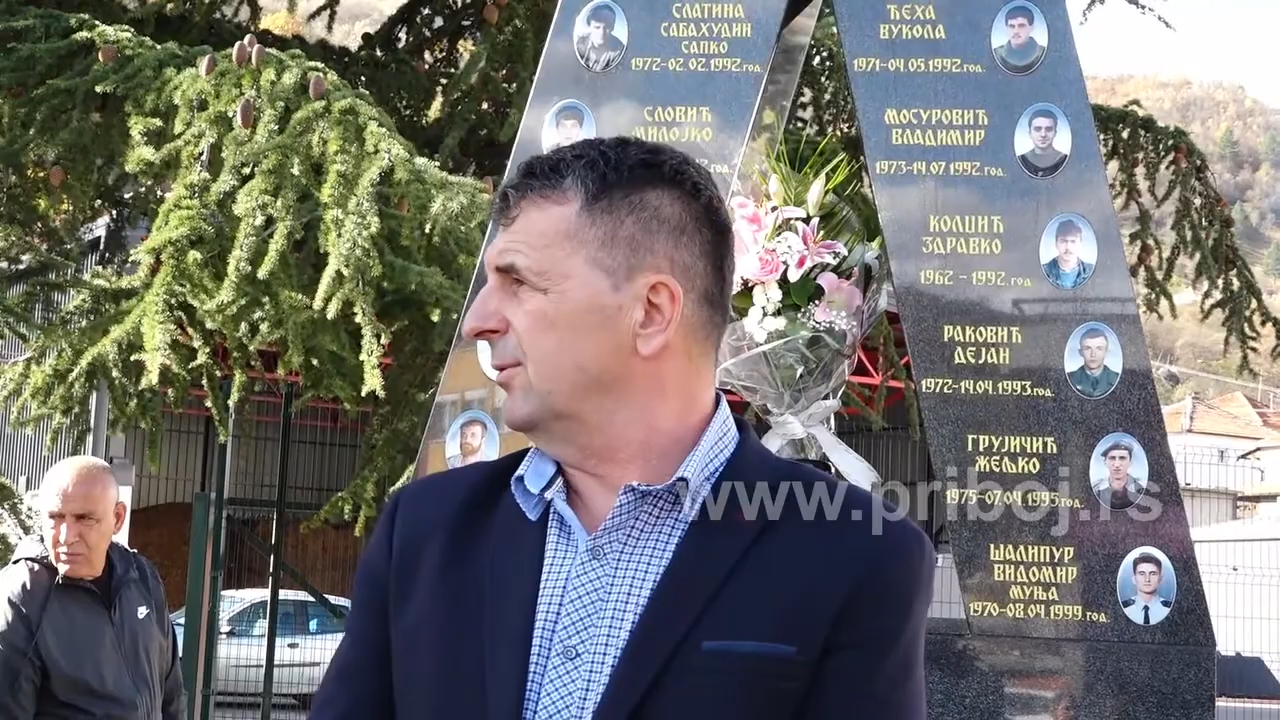 СЛАТИНА
САБАХУДИН
САПКО
1972-02.02.1992.год.
СЛОВИЋ
МИЛОЈКО
ЂЕХА
ВУКОЛА
1971-04.05.1992.год.
МОСУРОВИЋ
ВЛАДИМИР
1973-14.07.1992.год.
КОЛЏИЋ
ЗДРАВКО
1962 - 1992.год
РАКОВИЋ
ДЕЈАН
1972-14.04.1993.год.
ГРУЈИЧИЋ
ЖЕЉКО
1975-07.04.1995.год.
ШАЛИПУР
ВИДОМИР
МУЊА
1970-08.04.1999.год.
www.priboj.rs